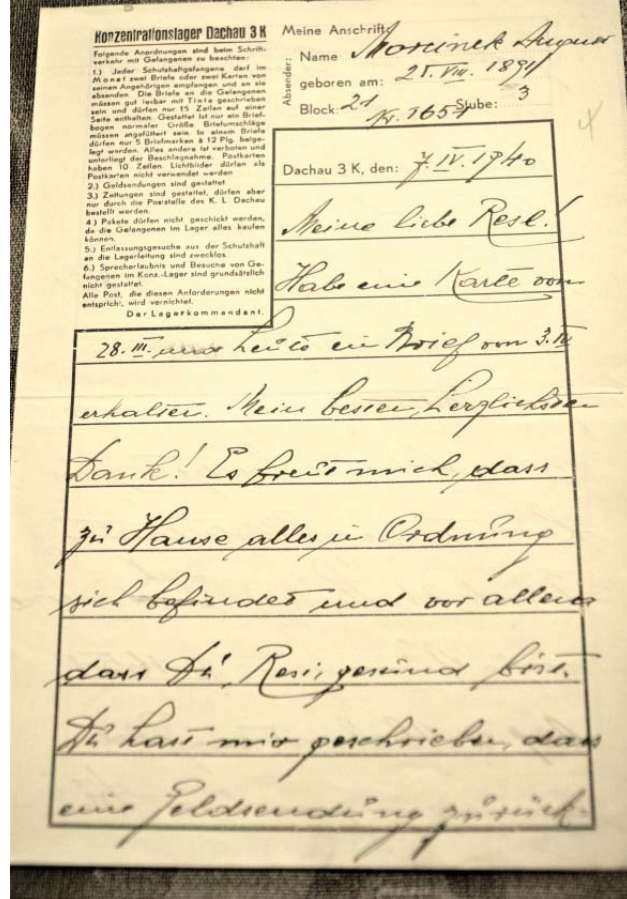 Konzentrationslager Dachau 3 K
Folgende Anordnungen sind beim Schrift-
verkehr mit Gefangenen zu beachten:
1.) Jeder Schutzhaftgefangene darf im
Monat zwei Briefe oder zwei Karten von
seinen Angehörigen empfangen und an sie
absenden. Die Briefe an die Gefangenen
müssen gut lesbar mit Tinte geschrieben
sein und dürfen nur 15 Zeilen auf einer
Seite enthalten. Gestattet ist nur ein Brief-
bogen normaler Größe. Briefumschläge
müssen ungefüttert sein. In einem Briefe
dürfen nur 5 Briefmarken à 12 Pfg. beige-
legt werden. Alles andere ist verboten und
unterliegt der Beschlagnahme. Postkarten
haben 10 Zeilen. Lichtbilder dürfen als
Postkarten nicht verwendet werden
2.) Geldsendungen sind gestattet.
3.) Zeitungen sind gestattet, dürfen aber
nur durch die Poststelle des K. L. Dachau
bestellt werden.
4.) Pakete dürfen nicht geschickt werden,
da die Gefangenen im Lager alles kaufen
können.
5.) Entlassungsgesuche aus der Schutzhaft
an die Lagerleitung sind zwecklos.
6.) Sprecherlaubnis und Besuche von Ge-
fangenen im Konz.-Lager sind grundsätzlich
nicht gestattet.
Alle Post, die diesen Anforderungen nicht
entspricht, wird vernichtet.
Der Lagerkommandant.
Meine Anschrift:
Absender:
Name Morcinek August
geboren am: 25. VIII. 1891
Block: 21 Stube: 3
Dachau 3 K, den: 7. IV. 1940
Meine liebe Resl!
Habe eine Karte vom
28. III. und heute ein Brief vom 3. IV
erhalten. Mein besten, herzlichsten
Dank! Es freut mich, dass
zu Hause alles in Ordnung
sich befindet und vor allem
dass Du, Resi, gesund bist.
Du hast mir geschrieben, dass
eine Geldsendung zurück-